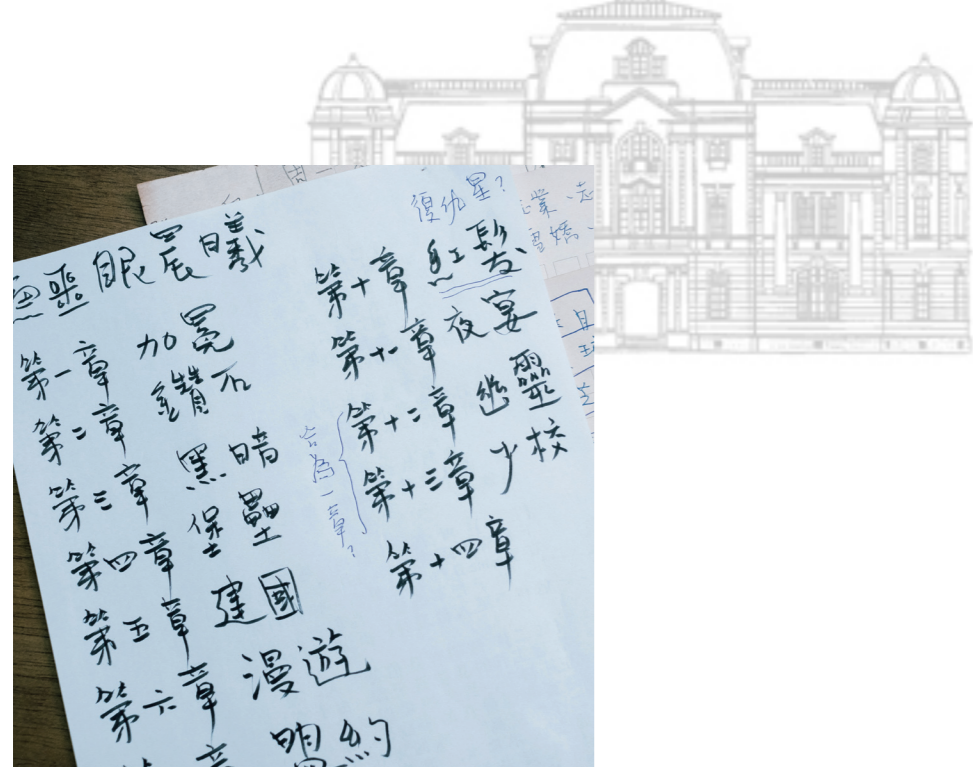 眼晨曦
第一章 加冕
第二章 鑽石
第三章 黑暗
第四章 堡壘
第五章 建國
第六章 漫遊
章 盟約
復仇星?
第十章 紅髮
第十一章 夜宴
第十二章 幽靈
第十三章 少校
第十四章
合為一章?